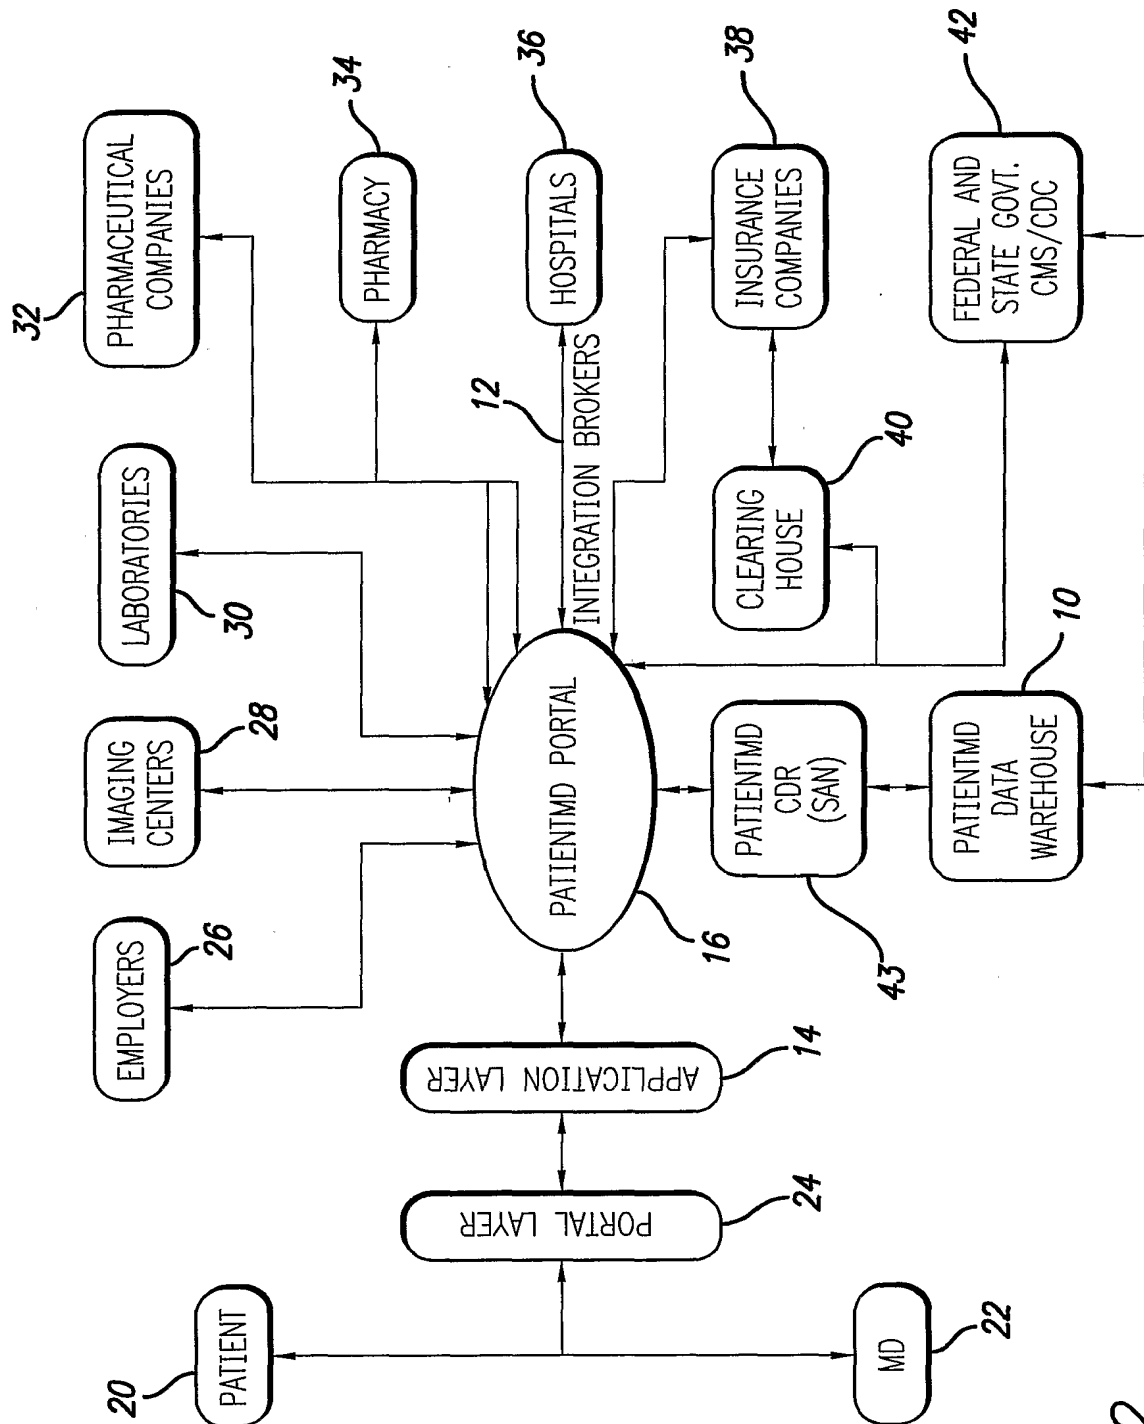 32
PHARMACEUTICAL
COMPANIES
34
PHARMACY
36
HOSPITALS
38
INSURANCE
COMPANIES
42
FEDERAL AND
STATE GOVT.
CMS/CDC
LABORATORIES
30
12
INTEGRATION BROKERS
CLEARING
HOUSE
40
IMAGING
CENTERS
28
PATIENTMD PORTAL
16
PATIENTMD
CDR
(SAN)
43
PATIENTMD
DATA
WAREHOUSE
10
EMPLOYERS
26
APPLICATION LAYER
14
PORTAL LAYER
24
PATIENT
20
MD
22